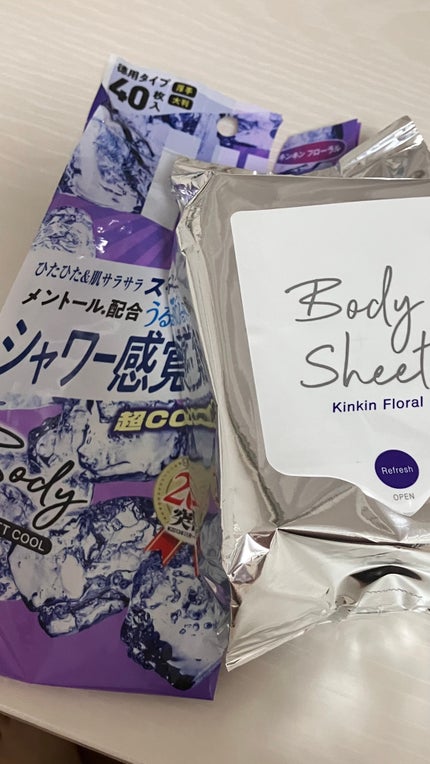 徳用タイプ
40枚入
厚手
大判
キンキン フローラル
ひたひた&肌サラサラ
メントール配合
シャワー感覚
超COOL
Body
COOL
Body
Sheet
Kinkin Floral
Refresh
OPEN